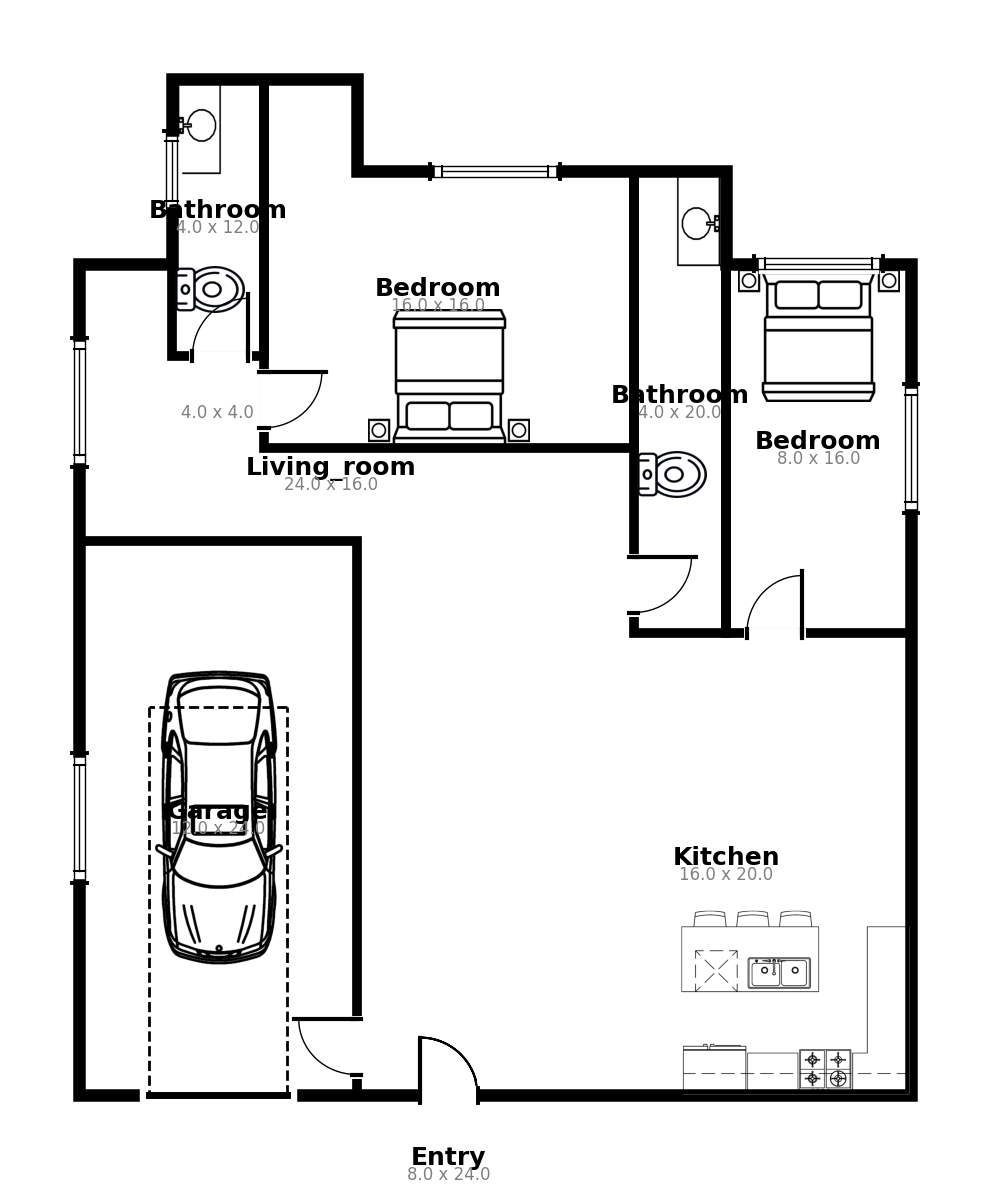 Bathroom
4.0 x 12.0
Bedroom
16.0 x 16.0
Bathroom
4.0 x 20.0
4.0 x 4.0
Bedroom
8.0 x 16.0
Living_room
24.0 x 16.0
Garage
12.0 x 24.0
Kitchen
16.0 x 20.0
Entry
8.0 x 24.0